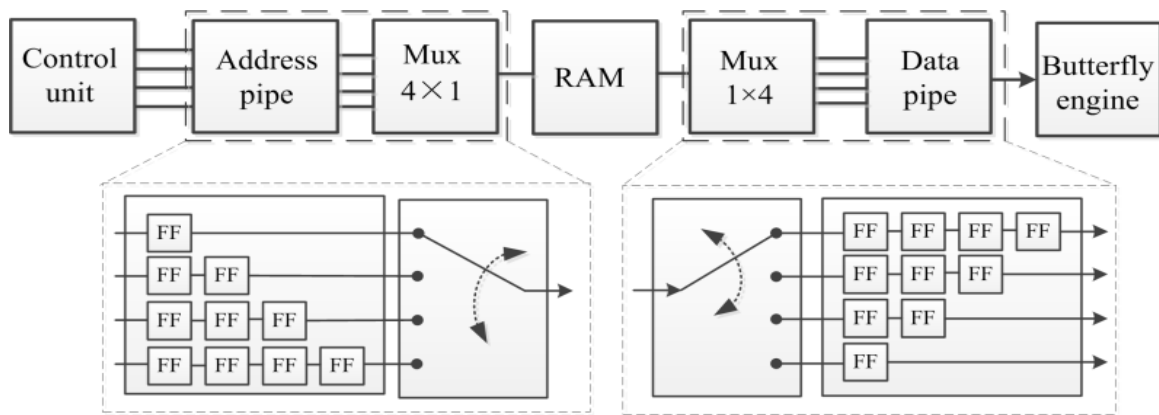 Control unit
Address pipe
Mux 4×1
RAM
Mux 1×4
Data pipe
Butterfly engine
FF
FF FF
FF FF FF
FF FF FF FF
FF FF FF FF
FF FF FF
FF FF
FF